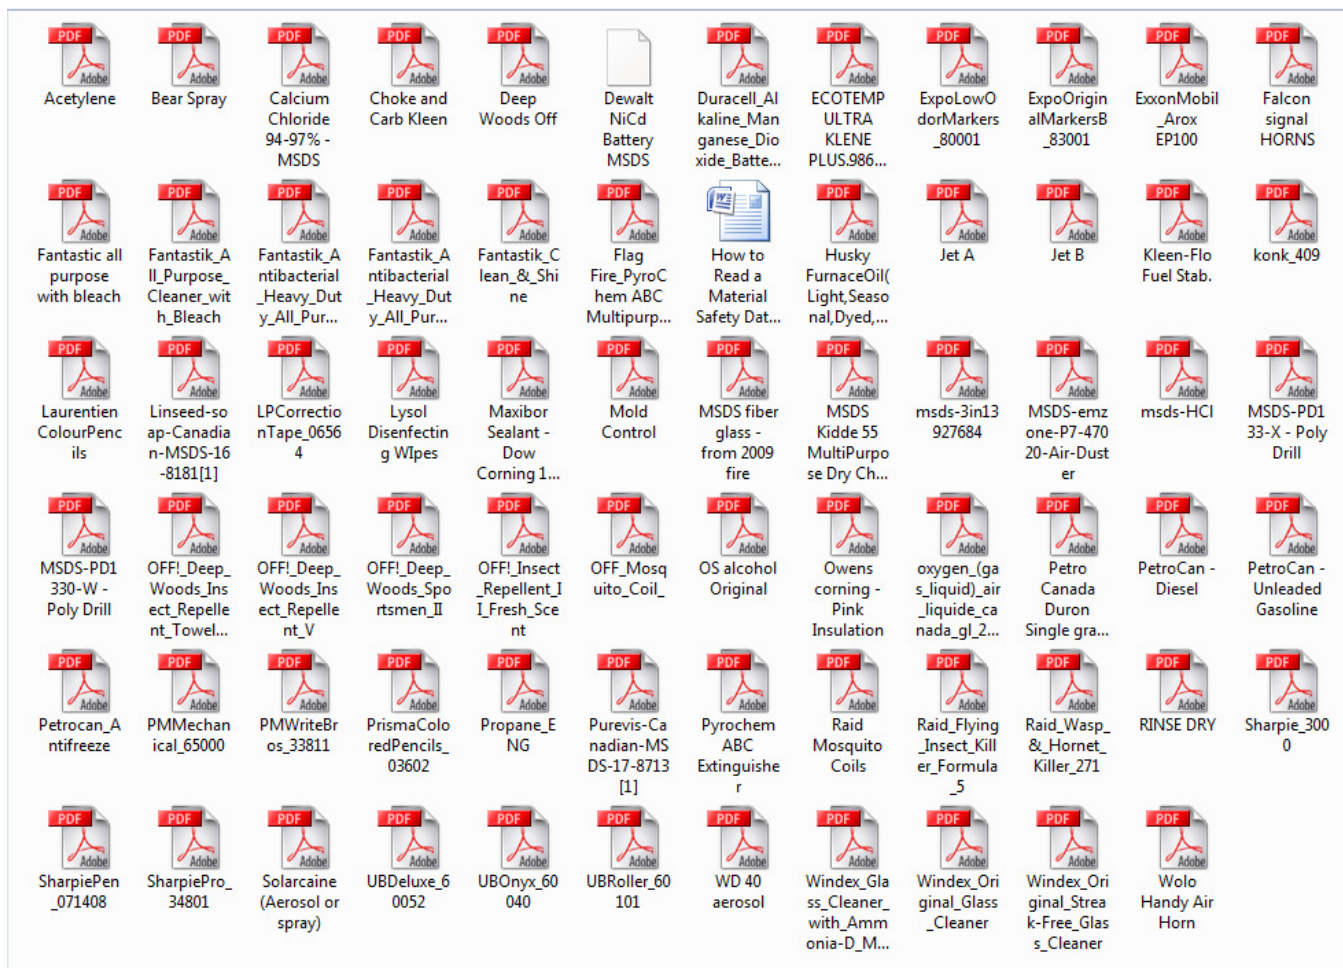 Acetylene
Bear Spray
Calcium
Chloride
94-97% -
MSDS
Choke and
Carb Kleen
Deep
Woods Off
Dewalt
NiCd
Battery
MSDS
Duracell_Al
kaline_Man
ganese_Dio
xide_Batte...
ECOTEMP
ULTRA
KLENE
PLUS.986...
ExpoLowO
dorMarkers
_80001
ExpoOrigin
alMarkersB
_83001
ExxonMobil
_Arox
EP100
Falcon
signal
HORNS
Fantastic all
purpose
with bleach
Fantastik_A
ll_Purpose_
Cleaner_wit
h_Bleach
Fantastik_A
ntibacterial
_Heavy_Dut
y_All_Pur...
Fantastik_A
ntibacterial
_Heavy_Dut
y_All_Pur...
Fantastik_C
lean_&_Shi
ne
Flag
Fire_PyroC
hem ABC
Multipurp...
How to
Read a
Material
Safety Dat...
Husky
FurnaceOil(
Light,Seaso
nal,Dyed,...
Jet A
Jet B
Kleen-Flo
Fuel Stab.
konk_409
Laurentien
ColourPenc
ils
Linseed-so
ap-Canadia
n-MSDS-16
-8181[1]
LPCorrectio
nTape_0656
4
Lysol
Disenfectin
g WIpes
Maxibor
Sealant -
Dow
Corning 1...
Mold
Control
MSDS fiber
glass -
from 2009
fire
MSDS
Kidde 55
MultiPurpo
se Dry Ch...
msds-3in13
927684
MSDS-emz
one-P7-470
20-Air-Dust
er
msds-HCl
MSDS-PD1
33-X - Poly
Drill
MSDS-PD1
330-W -
Poly Drill
OFF!_Deep_
Woods_Ins
ect_Repelle
nt_Towel...
OFF!_Deep_
Woods_Ins
ect_Repelle
nt_V
OFF!_Deep_
Woods_Spo
rtsmen_II
OFF!_Insect
_Repellent_I
I_Fresh_Sce
nt
OFF_Mosq
uito_Coil_
OS alcohol
Original
Owens
corning -
Pink
Insulation
oxygen_(ga
s_liquid)_air
_liquide_ca
nada_gl_2...
Petro
Canada
Duron
Single gra...
PetroCan -
Diesel
PetroCan -
Unleaded
Gasoline
Petrocan_A
ntifreeze
PMMechan
ical_65000
PMWriteBr
os_33811
PrismaColo
redPencils_
03602
Propane_E
NG
Purevis-Ca
nadian-MS
DS-17-8713
[1]
Pyrochem
ABC
Extinguishe
r
Raid
Mosquito
Coils
Raid_Flying
_Insect_Kill
er_Formula
_5
Raid_Wasp_
&_Hornet_
Killer_271
RINSE DRY
Sharpie_300
0
SharpiePen
_071408
SharpiePro_
34801
Solarcaine
(Aerosol or
spray)
UBDeluxe_6
0052
UBOnyx_60
040
UBRoller_60
101
WD 40
aerosol
Windex_Gla
ss_Cleaner_
with_Amm
onia-D_M...
Windex_Ori
ginal_Glass
_Cleaner
Windex_Ori
ginal_Strea
k-Free_Glas
s_Cleaner
Wolo
Handy Air
Horn